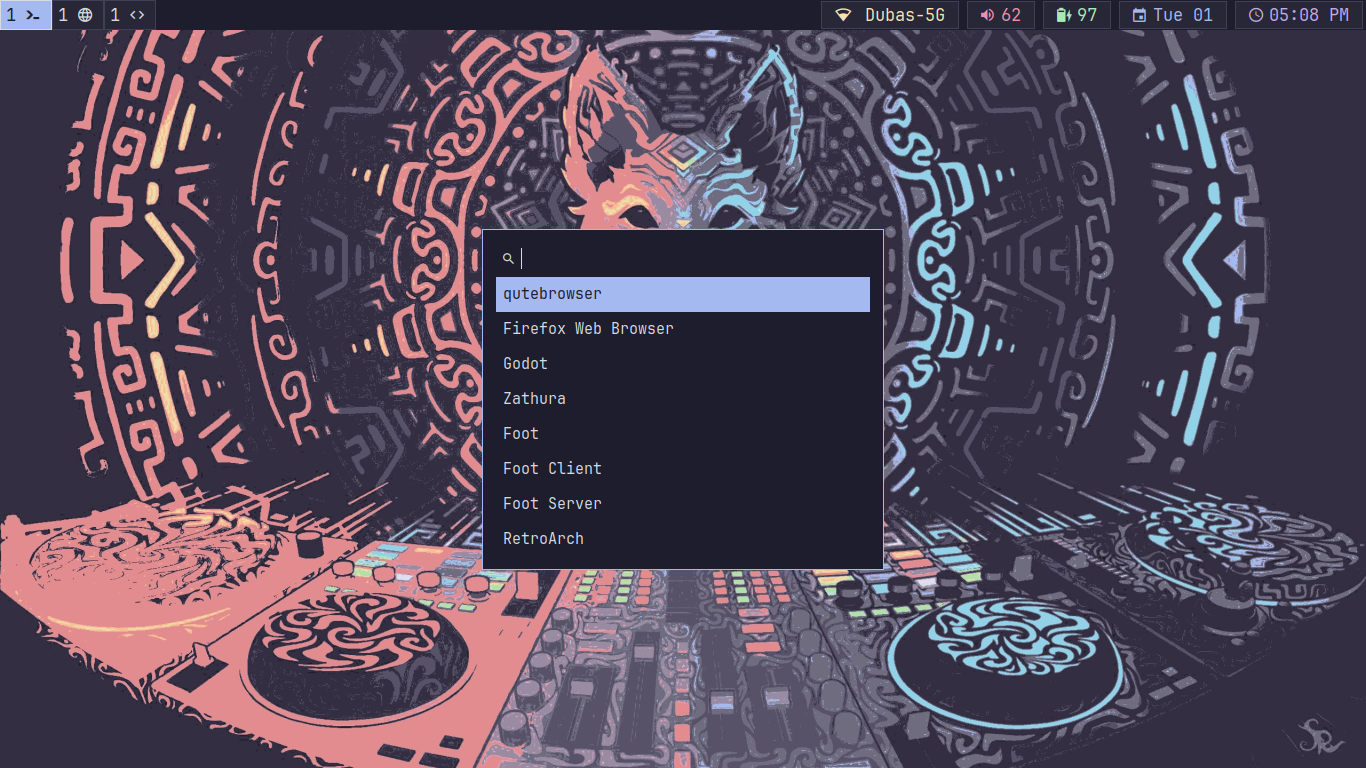 1 1 1 Dubas-5G 62 97 Tue 01 05:08 PM
qutebrowser
Firefox Web Browser
Godot
Zathura
Foot
Foot Client
Foot Server
RetroArch